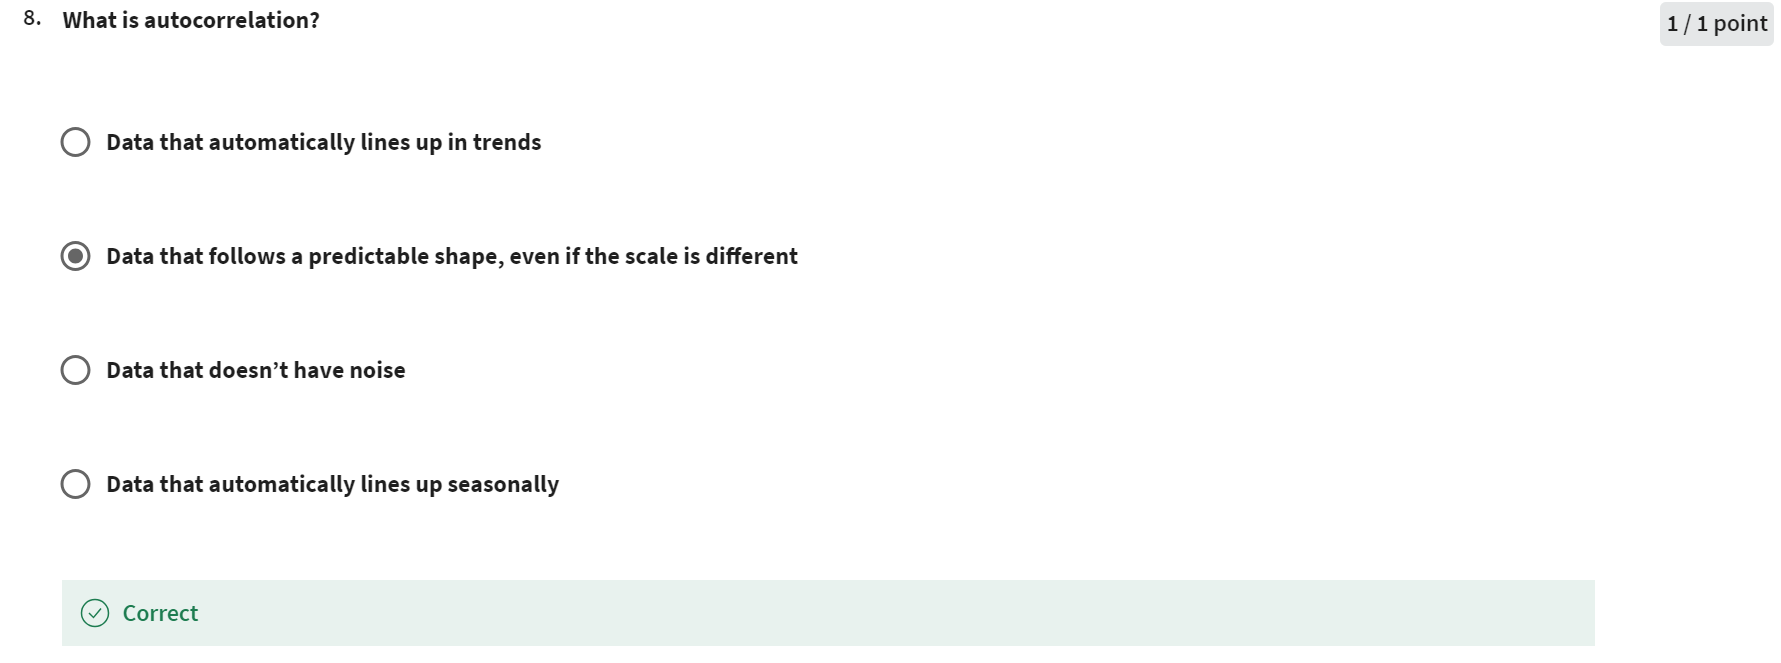 8. What is autocorrelation?
1 / 1 point
Data that automatically lines up in trends
Data that follows a predictable shape, even if the scale is different
Data that doesn’t have noise
Data that automatically lines up seasonally
Correct